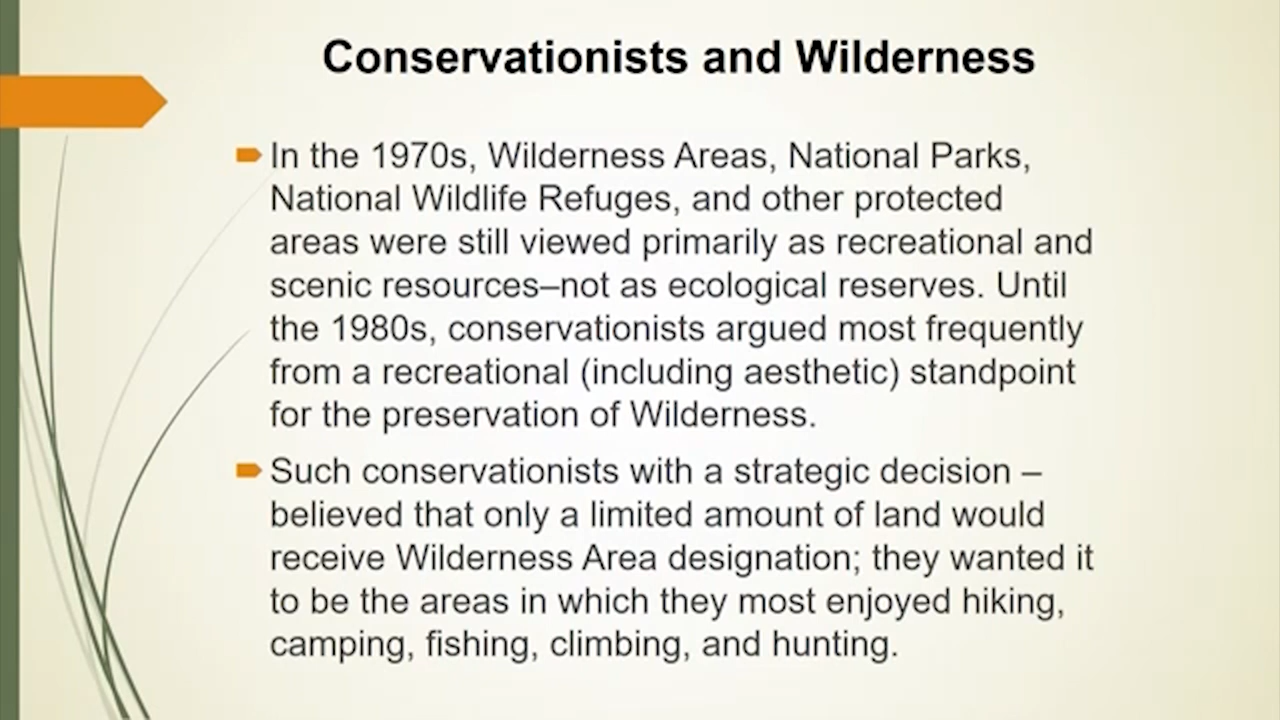 Conservationists and Wilderness
In the 1970s, Wilderness Areas, National Parks,
National Wildlife Refuges, and other protected
areas were still viewed primarily as recreational and
scenic resources–not as ecological reserves. Until
the 1980s, conservationists argued most frequently
from a recreational (including aesthetic) standpoint
for the preservation of Wilderness.
Such conservationists with a strategic decision –
believed that only a limited amount of land would
receive Wilderness Area designation; they wanted it
to be the areas in which they most enjoyed hiking,
camping, fishing, climbing, and hunting.